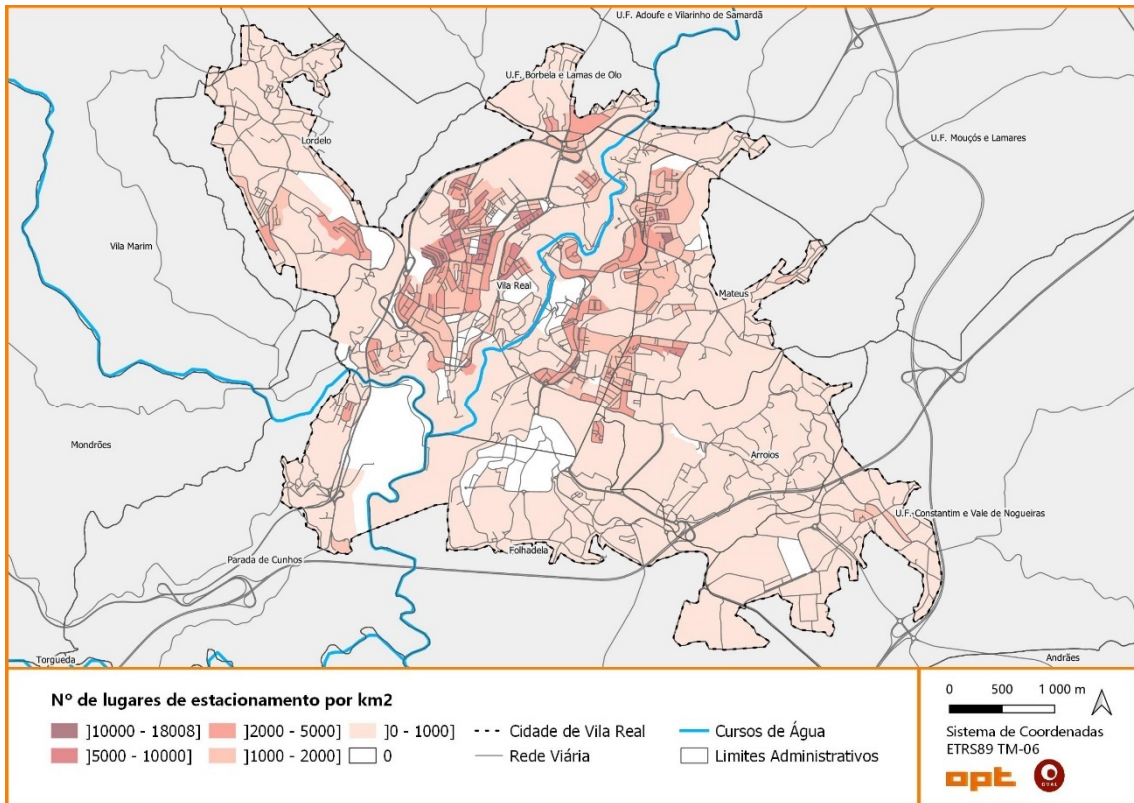 U.F. Adoufe e Vilarinho de Samardã
U.F. Borbela e Lamas de Olo
U.F. Mouçós e Lamares
Lordelo
Vila Marim
Vila Real
Mateus
Mondrões
Arroios
U.F. Constantim e Vale de Nogueiras
Folhadela
Parada de Cunhos
Torgueda
Andrães
Nº de lugares de estacionamento por km2
]10000 - 18008] ]2000 - 5000] ]0 - 1000] Cidade de Vila Real Cursos de Água
]5000 - 10000] ]1000 - 2000] 0 Rede Viária Limites Administrativos
0 500 1 000 m
Sistema de Coordenadas
ETRS89 TM-06
opt
QVAL